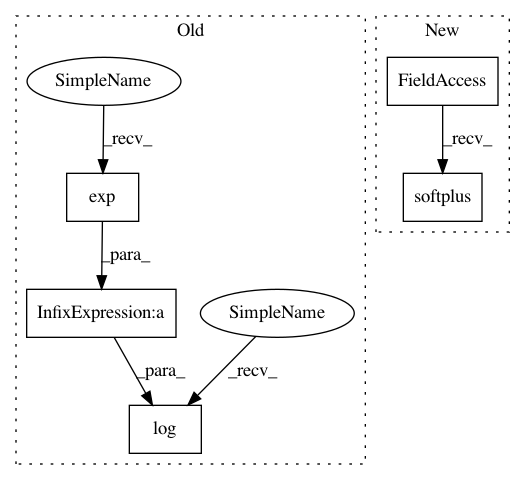 Old
New
SimpleName
FieldAccess
_recv_
_recv_
exp
softplus
_para_
InfixExpression:a
SimpleName
_para_
_recv_
log